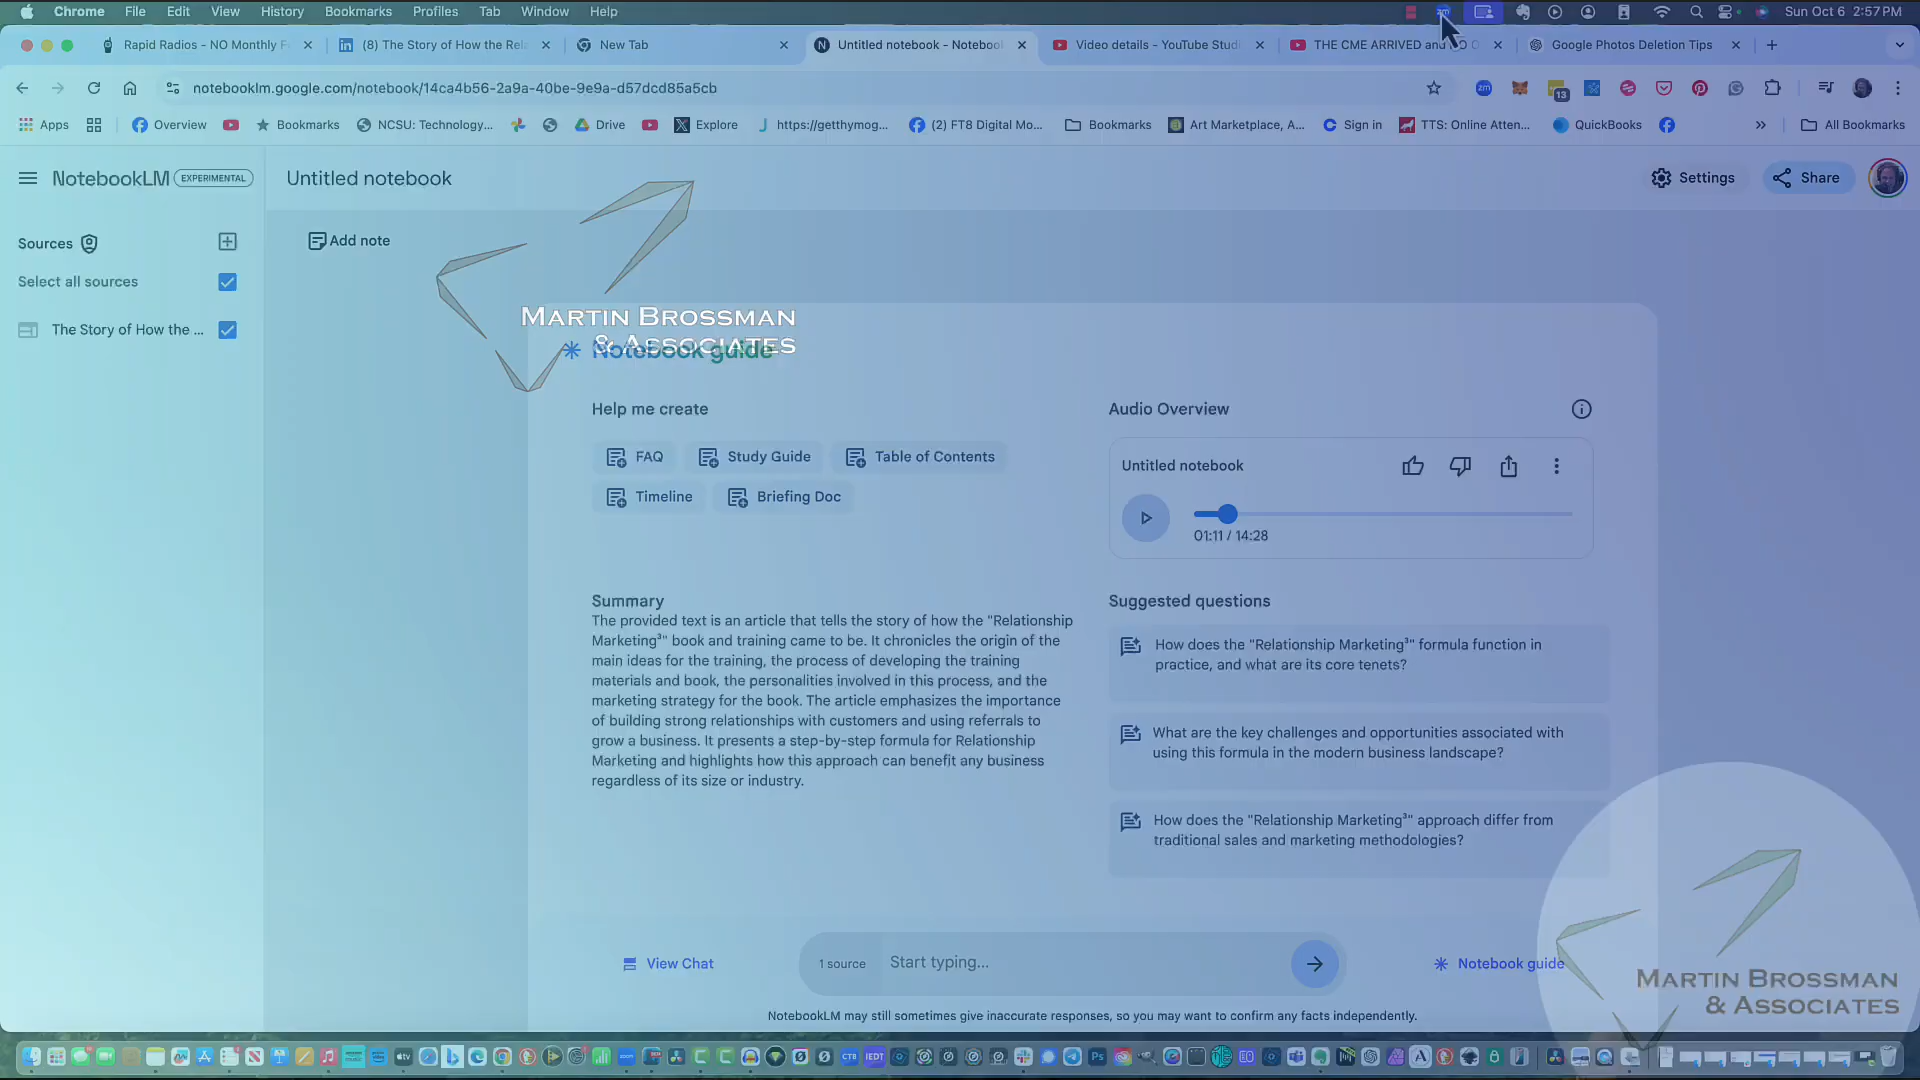 Chrome File Edit View History Bookmarks Profiles Tab Window Help
zm Sun Oct 6 2:57 PM
Rapid Radios - NO Monthly F
(8) The Story of How the Rela
New Tab
Untitled notebook - Notebook
Video details - YouTube Studi
THE CME ARRIVED and
Google Photos Deletion Tips
notebooklm.google.com/notebook/14ca4b56-2a9a-40be-9e9a-d57dcd85a5cb
zm
13
Apps
Overview
Bookmarks
NCSU: Technology...
Drive
Explore
https://getthymog...
(2) FT8 Digital Mo...
Bookmarks
Art Marketplace, A...
Sign in
TTS: Online Atten...
QuickBooks
All Bookmarks
NotebookLM EXPERIMENTAL
Untitled notebook
Settings
Share
Sources
Add note
Select all sources
The Story of How the ...
MARTIN BROSSMAN
& ASSOCIATES
Notebook guide
Help me create
FAQ
Study Guide
Table of Contents
Timeline
Briefing Doc
Audio Overview
Untitled notebook
01:11 / 14:28
Summary
The provided text is an article that tells the story of how the "Relationship
Marketing³" book and training came to be. It chronicles the origin of the
main ideas for the training, the process of developing the training
materials and book, the personalities involved in this process, and the
marketing strategy for the book. The article emphasizes the importance
of building strong relationships with customers and using referrals to
grow a business. It presents a step-by-step formula for Relationship
Marketing and highlights how this approach can benefit any business
regardless of its size or industry.
Suggested questions
How does the "Relationship Marketing³" formula function in
practice, and what are its core tenets?
What are the key challenges and opportunities associated with
using this formula in the modern business landscape?
How does the "Relationship Marketing³" approach differ from
traditional sales and marketing methodologies?
View Chat
1 source
Start typing...
Notebook guide
MARTIN BROSSMAN
& ASSOCIATES
NotebookLM may still sometimes give inaccurate responses, so you may want to confirm any facts independently.